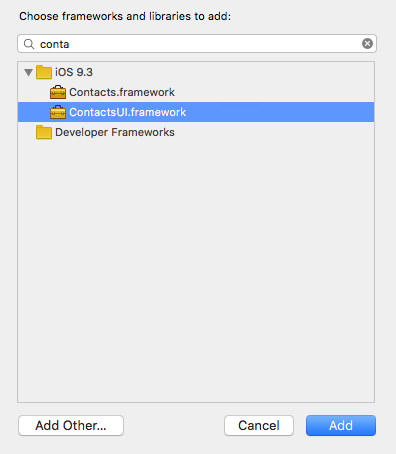 Choose frameworks and libraries to add:
conta
iOS 9.3
Contacts.framework
ContactsUI.framework
Developer Frameworks
Add Other...
Cancel
Add